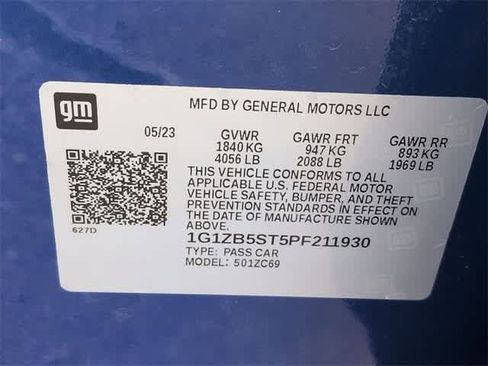 gm
MFD BY GENERAL MOTORS LLC
05/23 GVWR GAWR FRT GAWR RR
1840 KG 947 KG 893 KG
4056 LB 2088 LB 1969 LB
THIS VEHICLE CONFORMS TO ALL
APPLICABLE U.S. FEDERAL MOTOR
VEHICLE SAFETY, BUMPER, AND THEFT
PREVENTION STANDARDS IN EFFECT ON
THE DATE OF MANUFACTURE SHOWN
ABOVE.
627D
1G1ZB5ST5PF211930
TYPE: PASS CAR
MODEL: 501ZC69